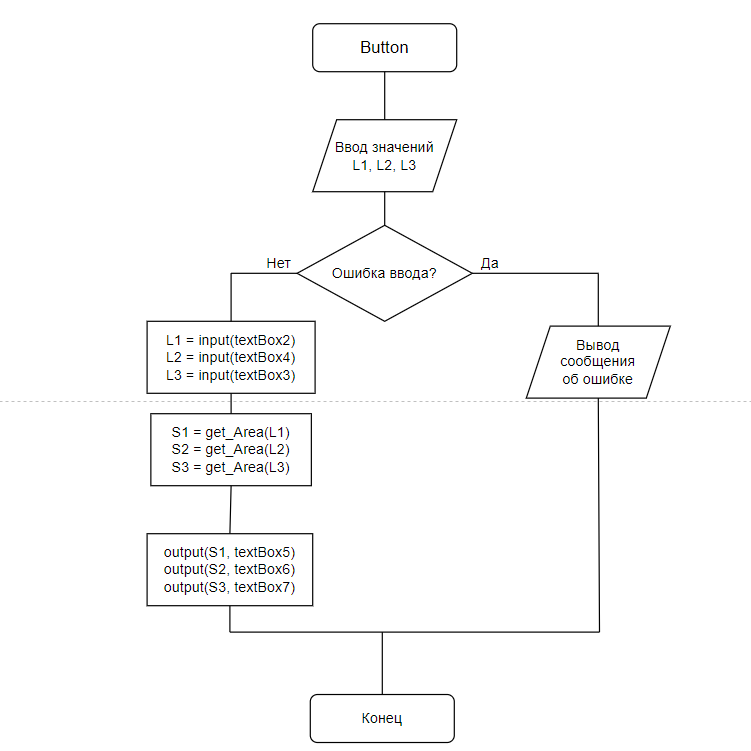 Button
Ввод значений
L1, L2, L3
Ошибка ввода?
Нет
Да
L1 = input(textBox2)
L2 = input(textBox4)
L3 = input(textBox3)
Вывод
сообщения
об ошибке
S1 = get_Area(L1)
S2 = get_Area(L2)
S3 = get_Area(L3)
output(S1, textBox5)
output(S2, textBox6)
output(S3, textBox7)
Конец